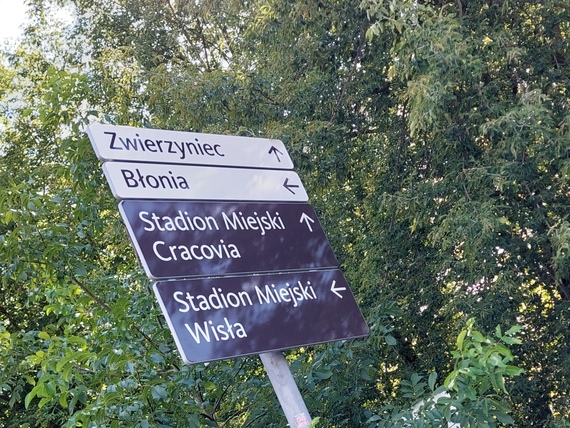 Zwierzyniec ↑
Błonia ←
Stadion Miejski ↑
Cracovia
Stadion Miejski ←
Wisła